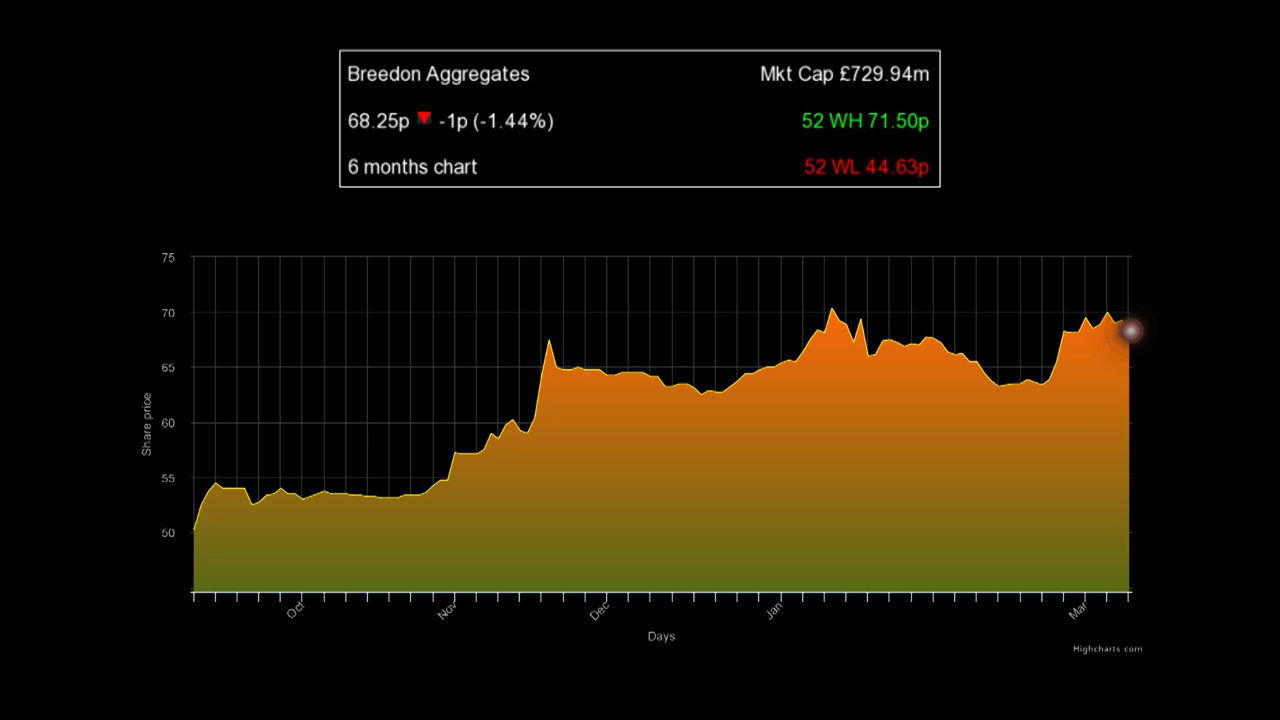 Breedon Aggregates
Mkt Cap £729.94m
68.25p -1p (-1.44%)
52 WH 71.50p
6 months chart
52 WL 44.63p
75
70
65
60
55
50
Share price
Oct
Nov
Dec
Jan
Mar
Days
Highcharts.com